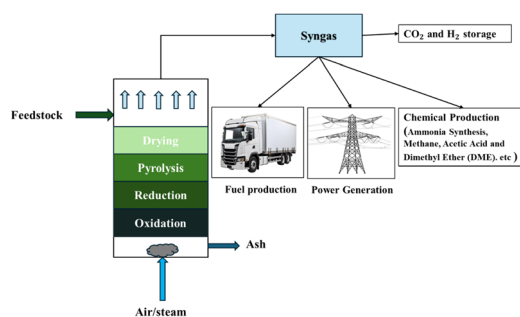 Syngas
CO2 and H2 storage
Feedstock
Drying
Pyrolysis
Reduction
Oxidation
Ash
Air/steam
Fuel production
Power Generation
Chemical Production
(Ammonia Synthesis,
Methane, Acetic Acid and
Dimethyl Ether (DME). etc )